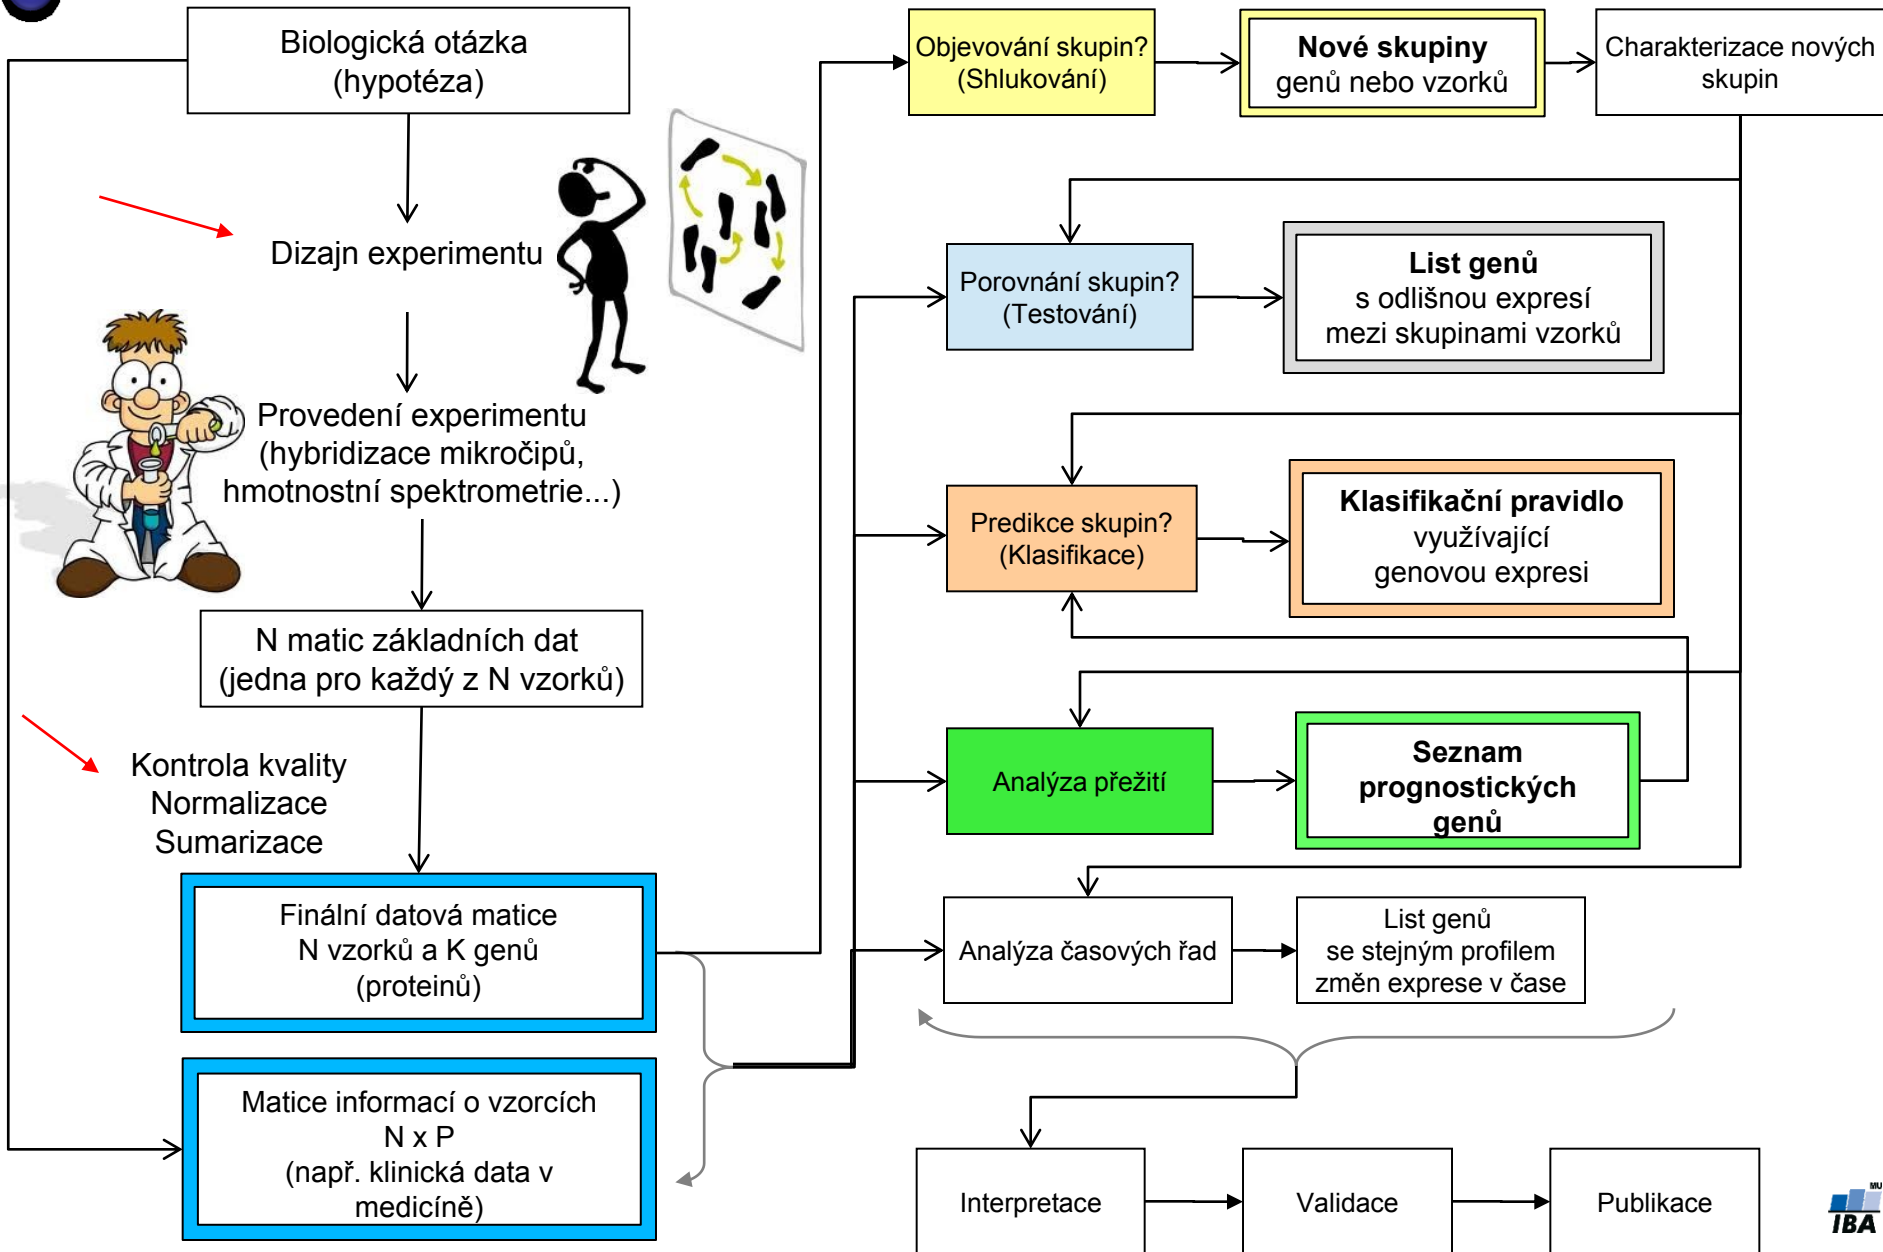 Biologická otázka
(hypotéza)
Dizajn experimentu
Provedení experimentu
(hybridizace mikročipů,
hmotnostní spektrometrie...)
N matic základních dat
(jedna pro každý z N vzorků)
Kontrola kvality
Normalizace
Sumarizace
Finální datová matice
N vzorků a K genů
(proteinů)
Matice informací o vzorcích
N x P
(např. klinická data v
medicíně)
Objevování skupin?
(Shlukování)
Nové skupiny
genů nebo vzorků
Charakterizace nových
skupin
Porovnání skupin?
(Testování)
List genů
s odlišnou expresí
mezi skupinami vzorků
Predikce skupin?
(Klasifikace)
Klasifikační pravidlo
využívající
genovou expresi
Analýza přežití
Seznam
prognostických
genů
Analýza časových řad
List genů
se stejným profilem
změn exprese v čase
Interpretace
Validace
Publikace
MU
IBA